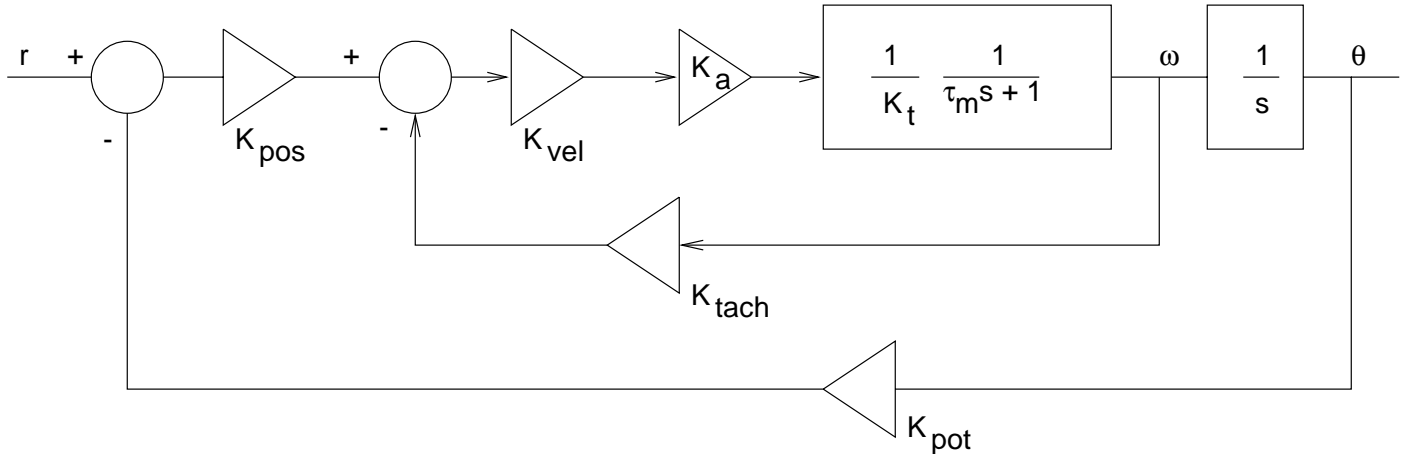 r + + K_a 1 1 ω 1 θ
K_t τ_m s + 1 s
- K_pos - K_vel
K_tach
K_pot